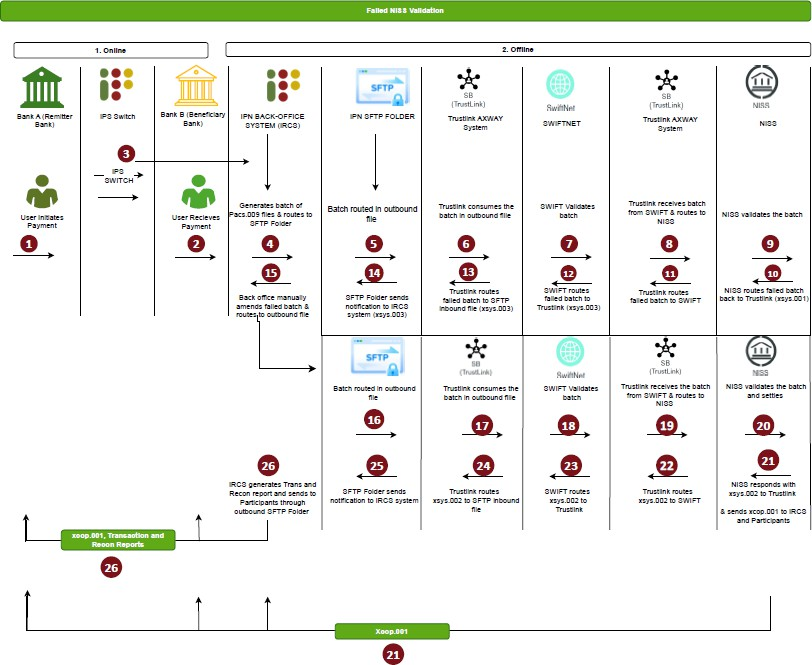 Failed NISS Validation
1. Online
2. Offline
Bank A (Remitter
Bank)
IPS Switch
Bank B (Beneficiary
Bank)
IPN BACK-OFFICE
SYSTEM (IRCS)
SFTP
IPN SFTP FOLDER
SB
(TrustLink)
Trustlink AXWAY
System
SwiftNet
SWIFTNET
SB
(TrustLink)
Trustlink AXWAY
System
NISS
NISS
3
IPS
SWITCH
User Initiates
Payment
1
User Recieves
Payment
2
Generates batch of
Pacs.009 files & routes to
SFTP Folder
4
15
Back office manually
amends failed batch &
routes to outbound file
Batch routed in outbound
file
5
14
SFTP Folder sends
notification to IRCS
system (xsys.003)
Trustlink consumes the
batch in outbound file
6
13
Trustlink routes
failed batch to SFTP
inbound file (xsys.003)
SWIFT Validates
batch
7
12
SWIFT routes
failed batch to
Trustlink (xsys.003)
Trustlink receives batch
from SWIFT & routes to
NISS
8
11
Trustlink routes
failed batch to SWIFT
NISS validates the batch
9
10
NISS routes failed batch
back to Trustlink (xsys.001)
SFTP
Batch routed in outbound
file
16
25
SFTP Folder sends
notification to IRCS system
SB
(TrustLink)
Trustlink consumes the
batch in outbound file
17
24
Trustlink routes
xsys.002 to SFTP inbound
file
SwiftNet
SWIFT Validates
batch
18
23
SWIFT routes
xsys.002 to
Trustlink
SB
(TrustLink)
Trustlink receives the batch
from SWIFT & routes to
NISS
19
22
Trustlink routes
xsys.002 to SWIFT
NISS
NISS validates the batch
and settles
20
21
NISS responds with
xsys.002 to Trustlink
& sends xcop.001 to IRCS
and Participants
26
IRCS generates Trans and
Recon report and sends to
Participants through
outbound SFTP Folder
xoop.001, Transaction and
Recon Reports
26
Xoop.001
21